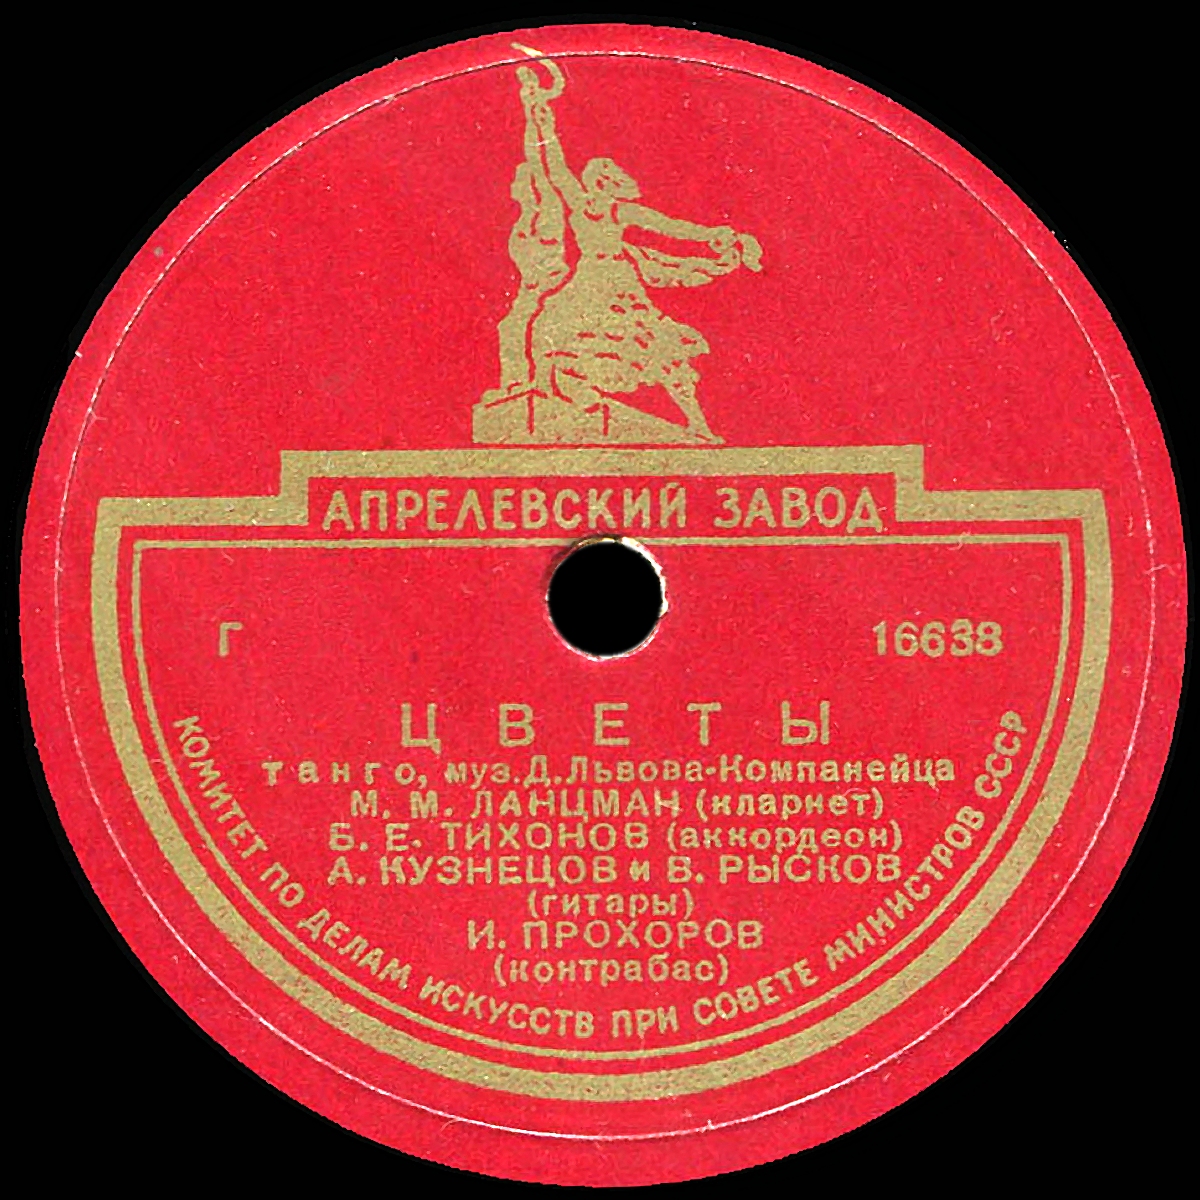 АПРЕЛЕВСКИЙ ЗАВОД
Г 16638
ЦВЕТЫ
танго, муз. Д. Львова-Компанейца
М. М. ЛАНЦМАН (кларнет)
Б. Е. ТИХОНОВ (аккордеон)
А. КУЗНЕЦОВ и В. РЫСКОВ
(гитары)
И. ПРОХОРОВ
(контрабас)
КОМИТЕТ ПО ДЕЛАМ ИСКУССТВ ПРИ СОВЕТЕ МИНИСТРОВ СССР